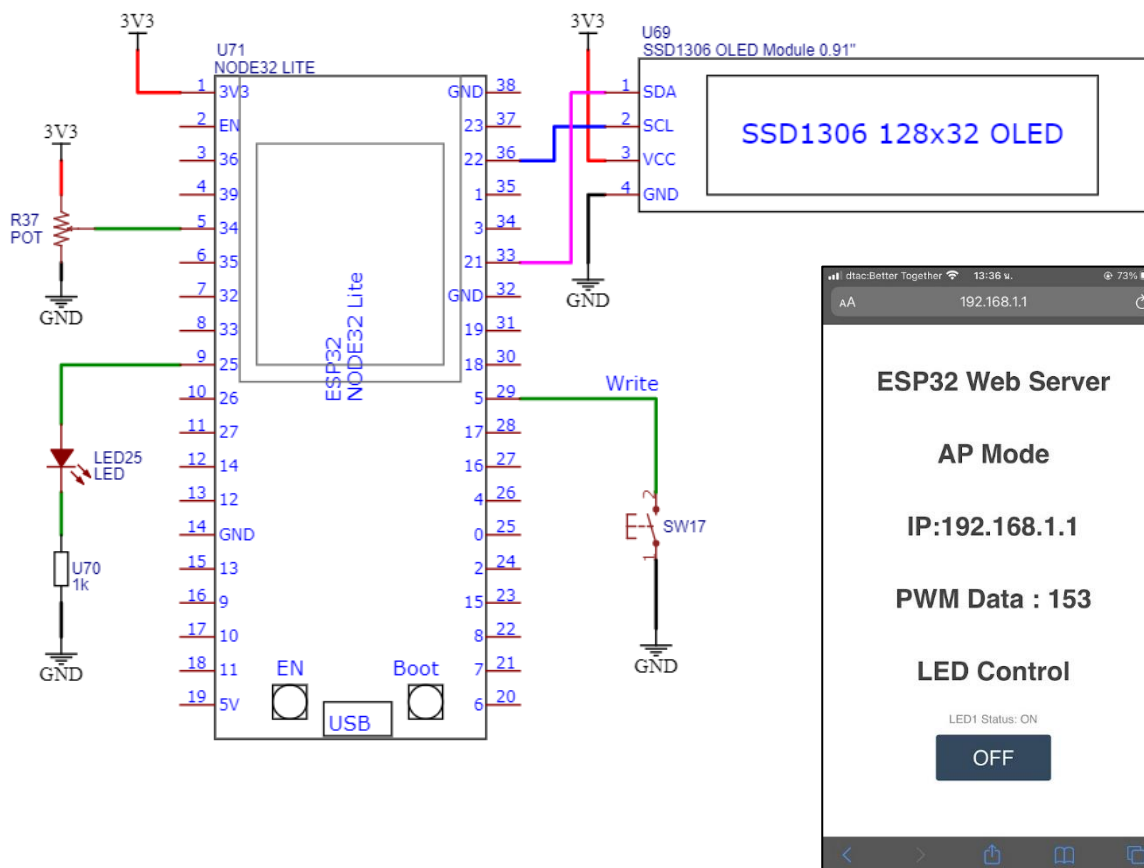 3V3
U71
NODE32 LITE
1 3V3
2 EN
3 36
4 39
5 34
6 35
7 32
8 33
9 25
10 26
11 27
12 14
13 12
14 GND
15 13
16 9
17 10
18 11
19 5V
GND 38
23 37
22 36
1 35
3 34
21 33
GND 32
19 31
18 30
5 29
17 28
16 27
4 26
0 25
2 24
15 23
8 22
7 21
6 20
ESP32
NODE32 Lite
EN
Boot
USB
3V3
R37
POT
GND
LED25
LED
U70
1k
GND
3V3
U69
SSD1306 OLED Module 0.91"
1 SDA
2 SCL
3 VCC
4 GND
SSD1306 128x32 OLED
GND
Write
2
SW17
1
GND
dtac:Better Together 13:36 น. 73%
AA 192.168.1.1
ESP32 Web Server
AP Mode
IP:192.168.1.1
PWM Data : 153
LED Control
LED1 Status: ON
OFF